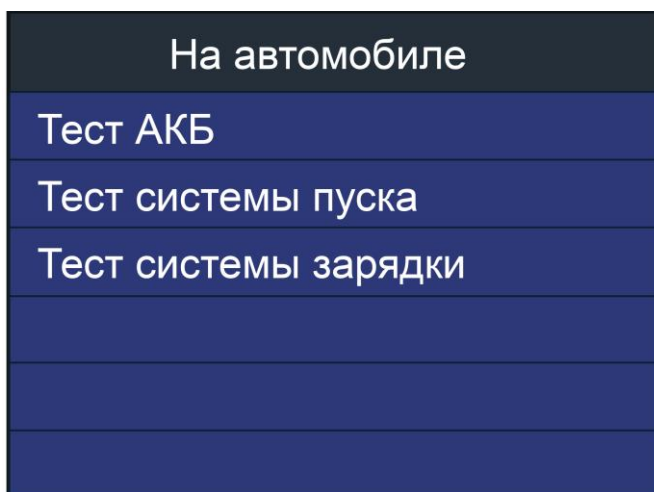 На автомобиле
Тест АКБ
Тест системы пуска
Тест системы зарядки